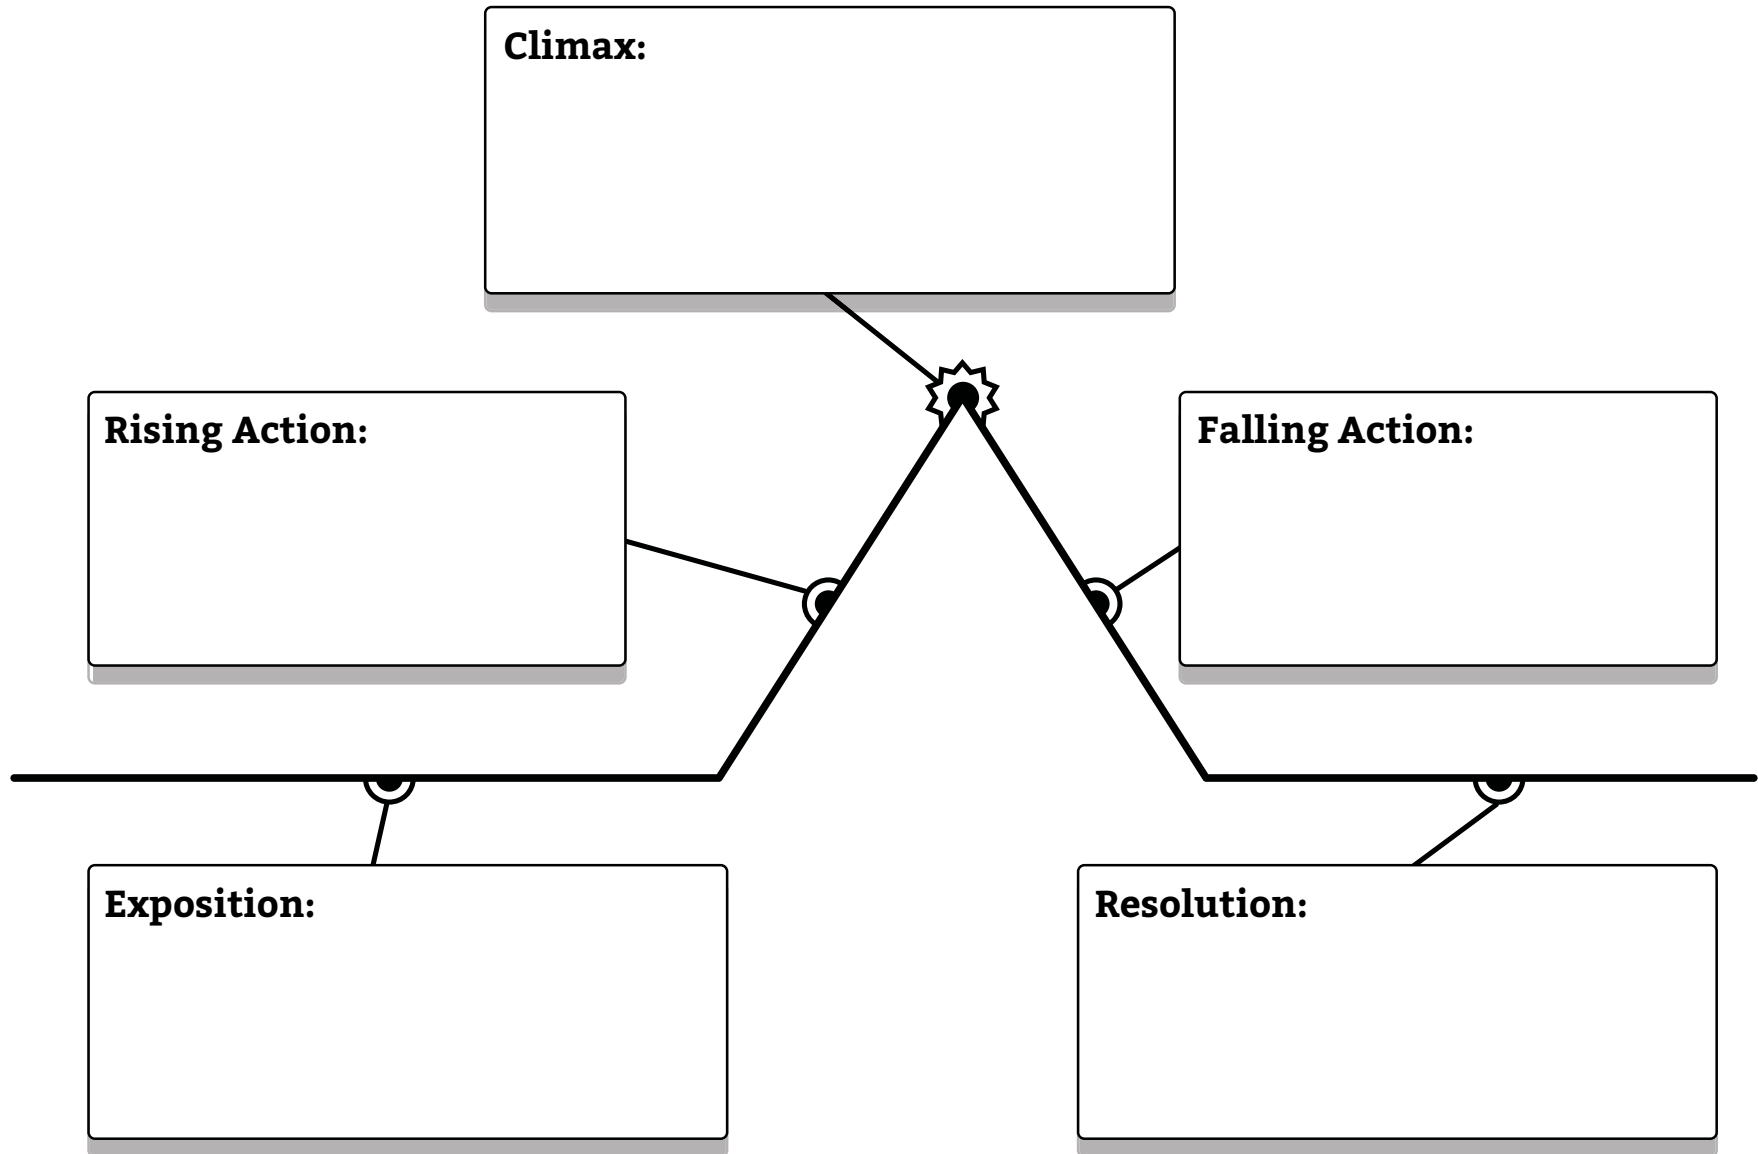 Climax:
Rising Action:
Falling Action:
Exposition:
Resolution: